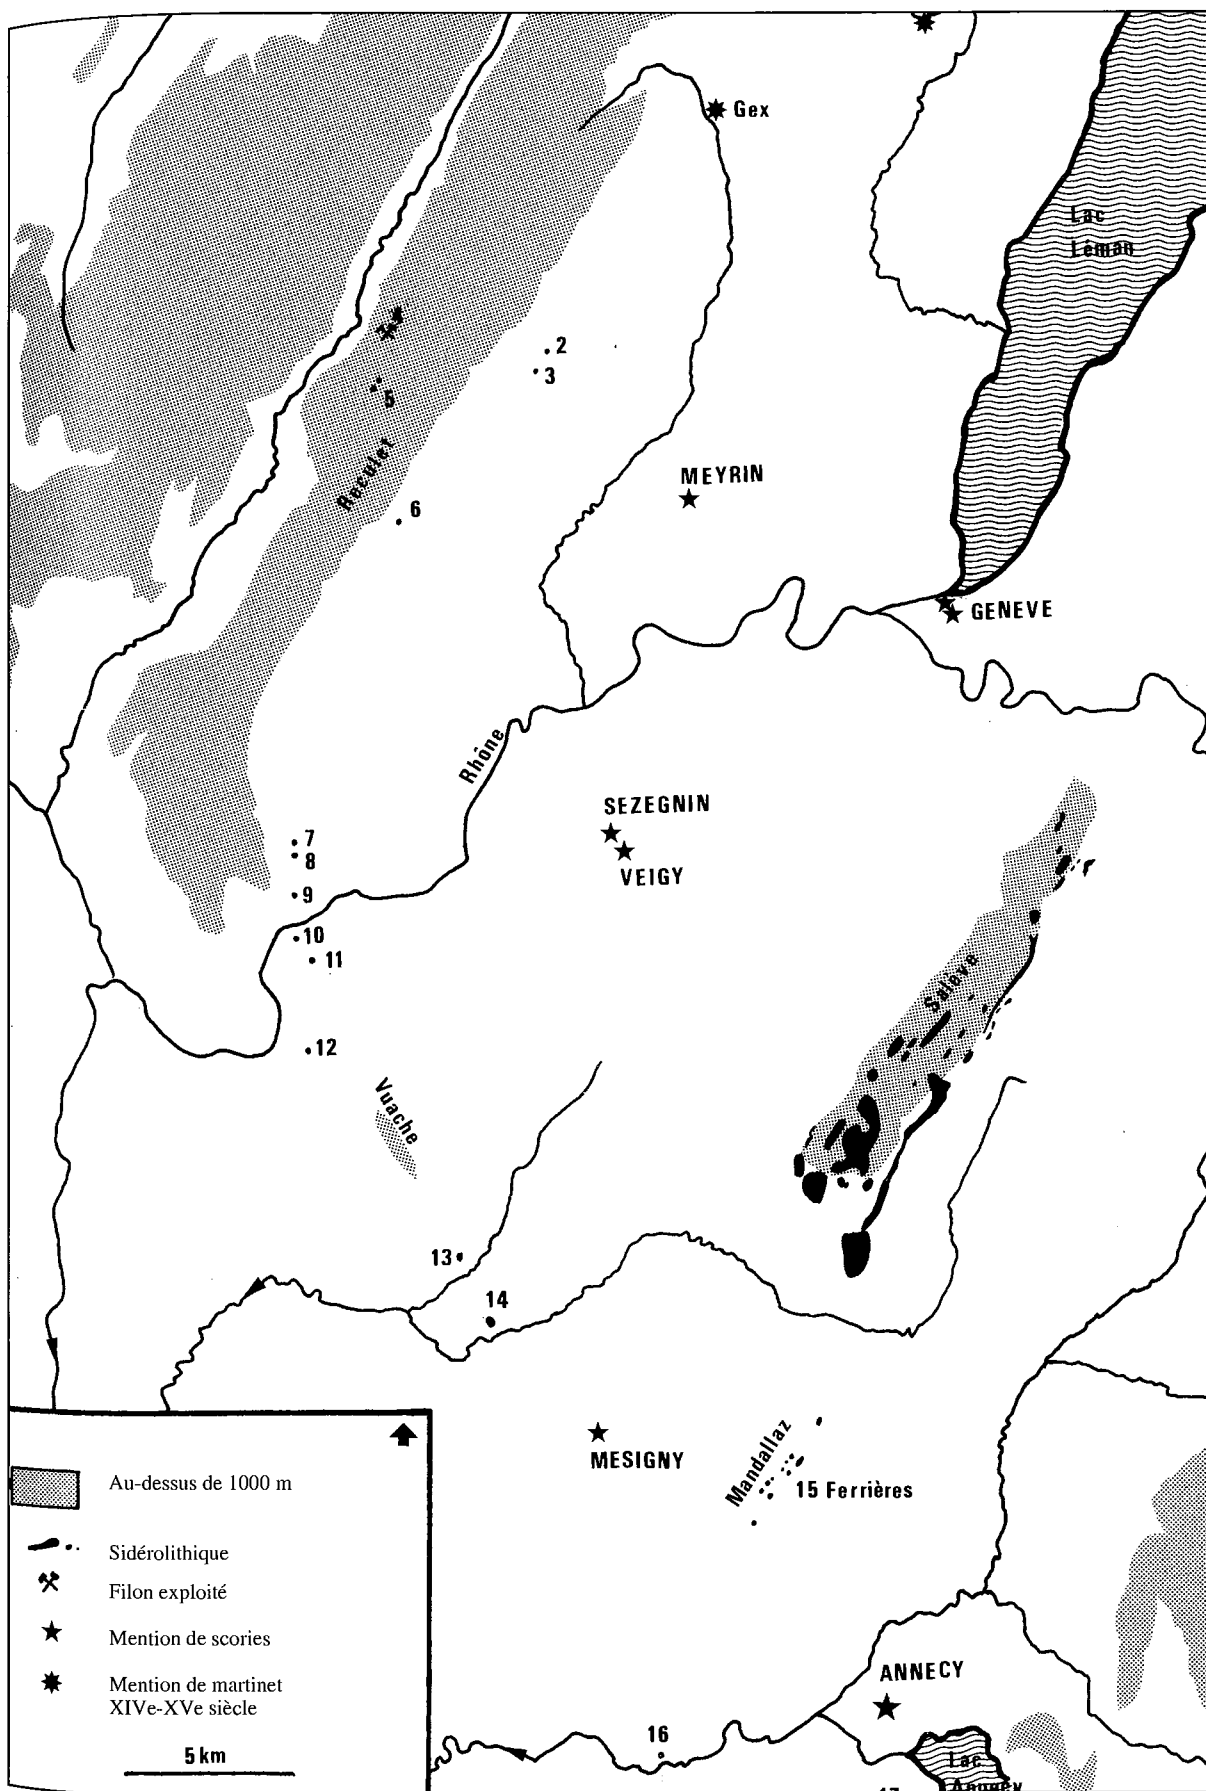 Gex
Lac
Léman
2
3
5
Reculet
6
MEYRIN
GENEVE
Rhône
SEZEGNIN
VEIGY
7
8
9
10
11
12
Salève
Vuache
13
14
MESIGNY
Mandallaz
15 Ferrières
Au-dessus de 1000 m
Sidérolithique
Filon exploité
Mention de scories
Mention de martinet
XIVe-XVe siècle
5 km
ANNECY
16
Lac
Annecy
17